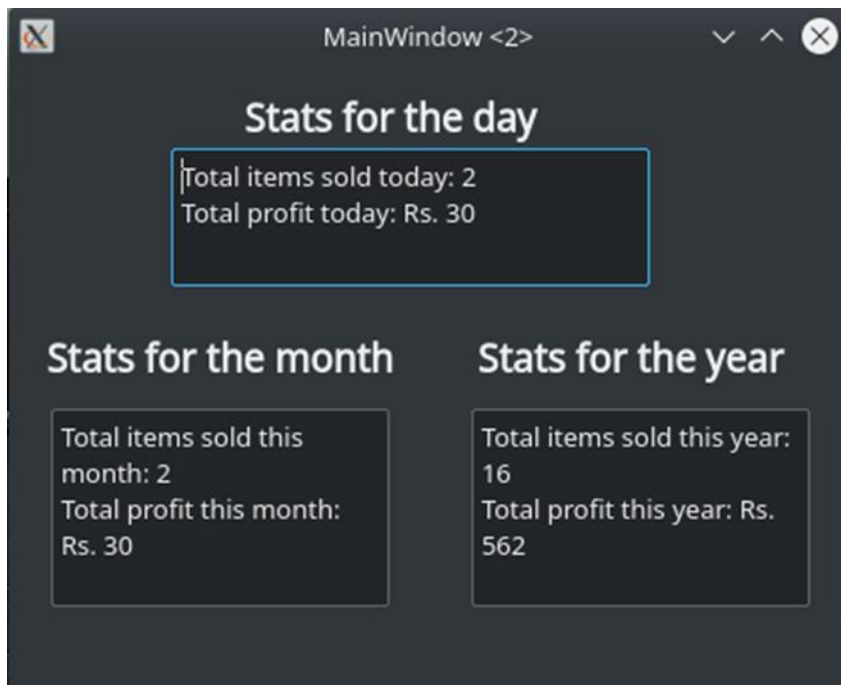 MainWindow <2>
Stats for the day
Total items sold today: 2
Total profit today: Rs. 30
Stats for the month
Total items sold this
month: 2
Total profit this month:
Rs. 30
Stats for the year
Total items sold this year:
16
Total profit this year: Rs.
562